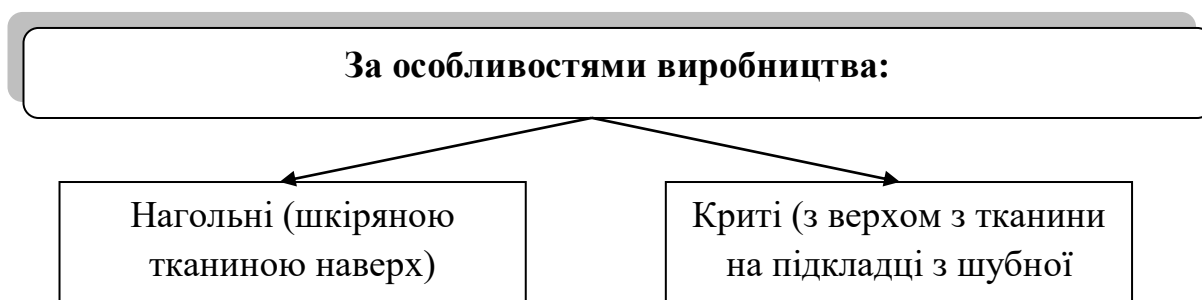 За особливостями виробництва:
Нагольні (шкіряною
тканиною наверх)
Криті (з верхом з тканини
на підкладці з шубної